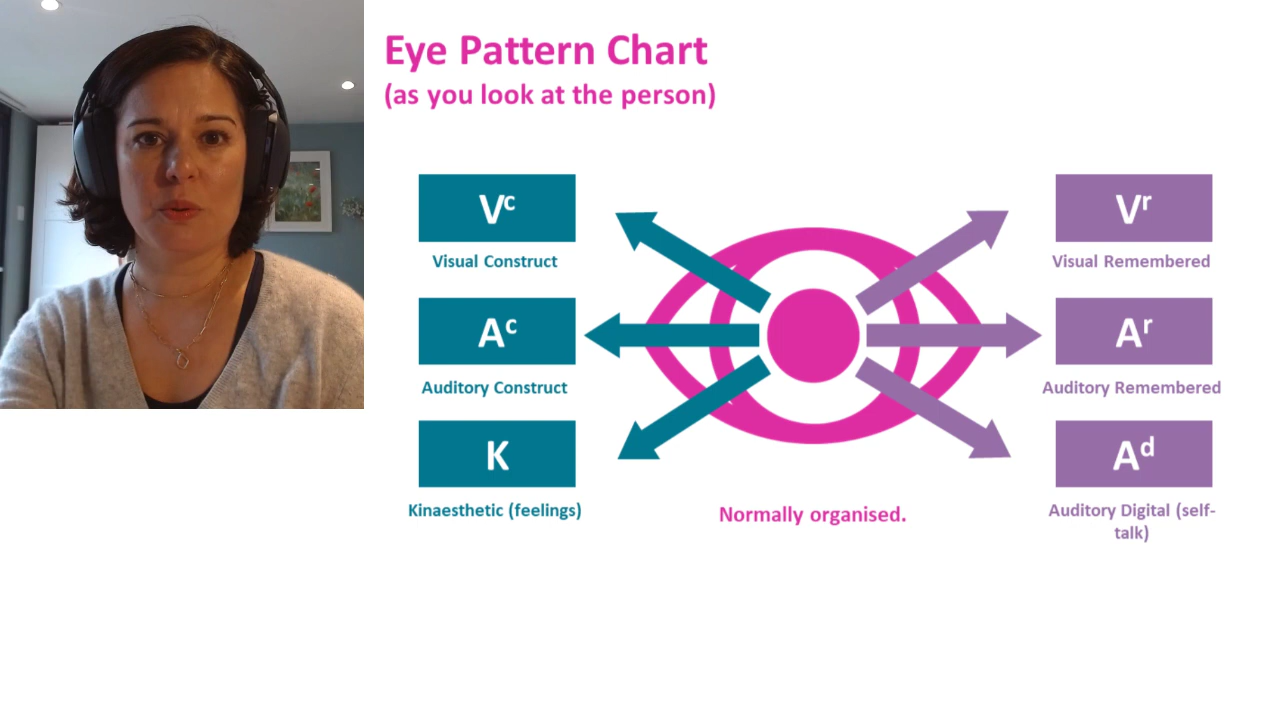 Eye Pattern Chart
(as you look at the person)
Vc
Visual Construct
Ac
Auditory Construct
K
Kinaesthetic (feelings)
Normally organised.
Vr
Visual Remembered
Ar
Auditory Remembered
Ad
Auditory Digital (self-
talk)